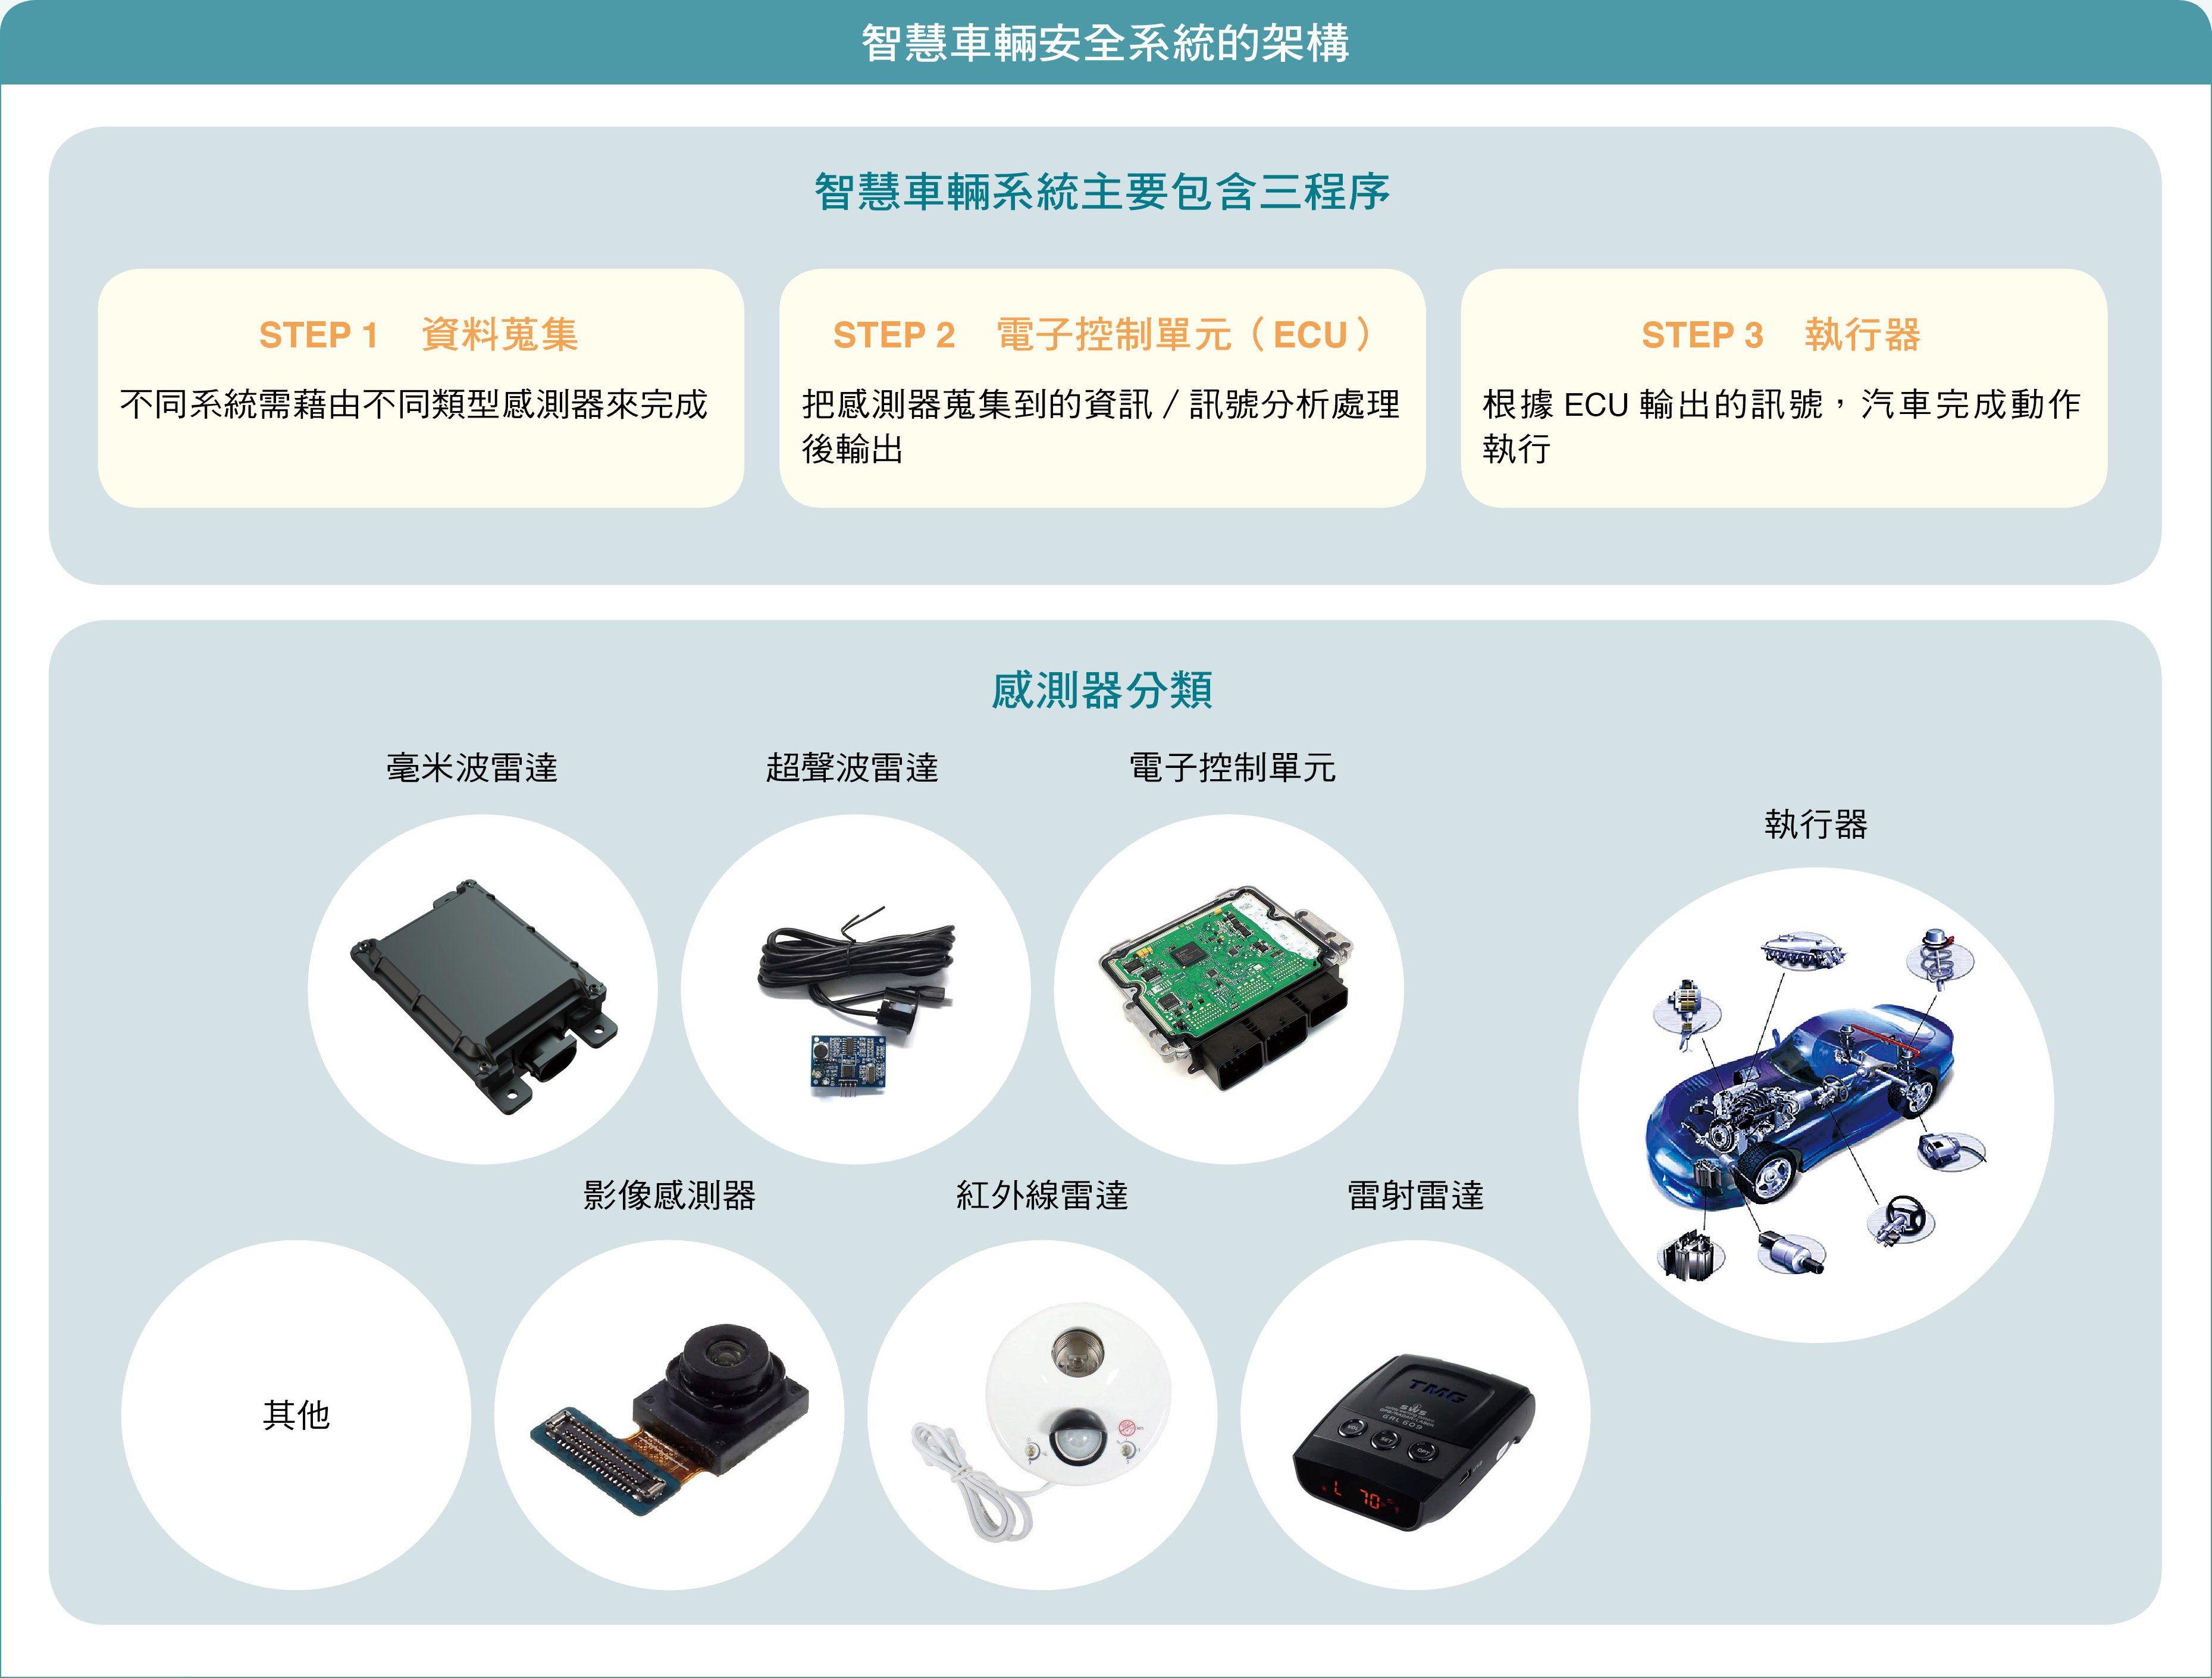 智慧車輛安全系統的架構
智慧車輛系統主要包含三程序
STEP 1 資料蒐集
不同系統需藉由不同類型感測器來完成
STEP 2 電子控制單元（ECU）
把感測器蒐集到的資訊／訊號分析處理
後輸出
STEP 3 執行器
根據 ECU 輸出的訊號，汽車完成動作
執行
感測器分類
毫米波雷達
超聲波雷達
電子控制單元
執行器
影像感測器
紅外線雷達
雷射雷達
其他
TMG
SWS
GRL 609
SET
L 70